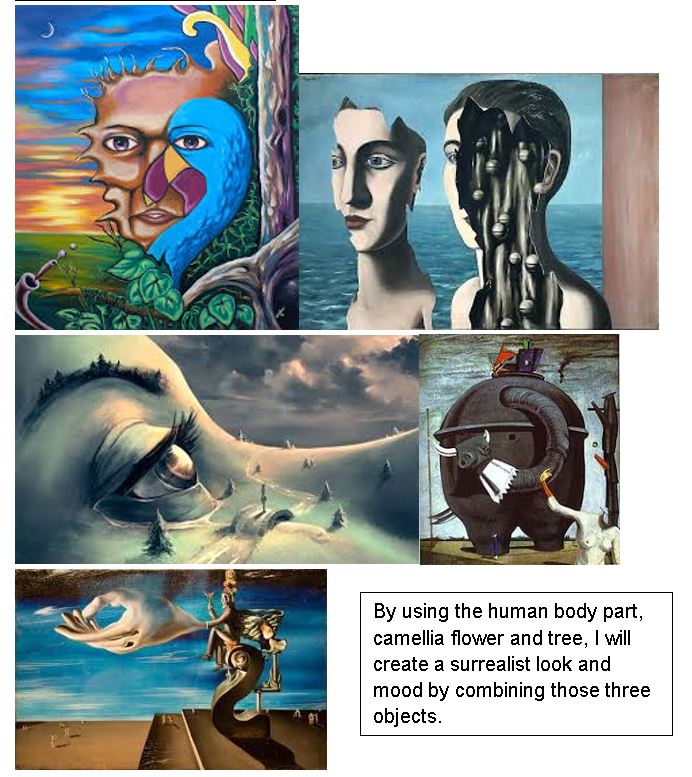 By using the human body part,
camellia flower and tree, I will
create a surrealist look and
mood by combining those three
objects.